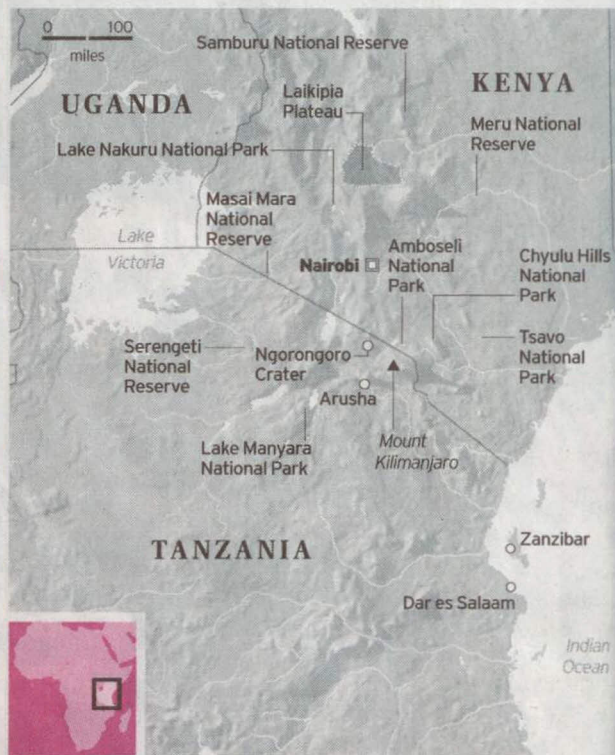 0 100
miles
Samburu National Reserve
KENYA
UGANDA
Laikipia
Plateau
Meru National
Reserve
Lake Nakuru National Park
Masai Mara
National
Reserve
Lake
Victoria
Nairobi
Amboseli
National
Park
Chyulu Hills
National
Park
Serengeti
National
Reserve
Ngorongoro
Crater
Tsavo
National
Park
Arusha
Lake Manyara
National Park
Mount
Kilimanjaro
TANZANIA
Zanzibar
Dar es Salaam
Indian
Ocean